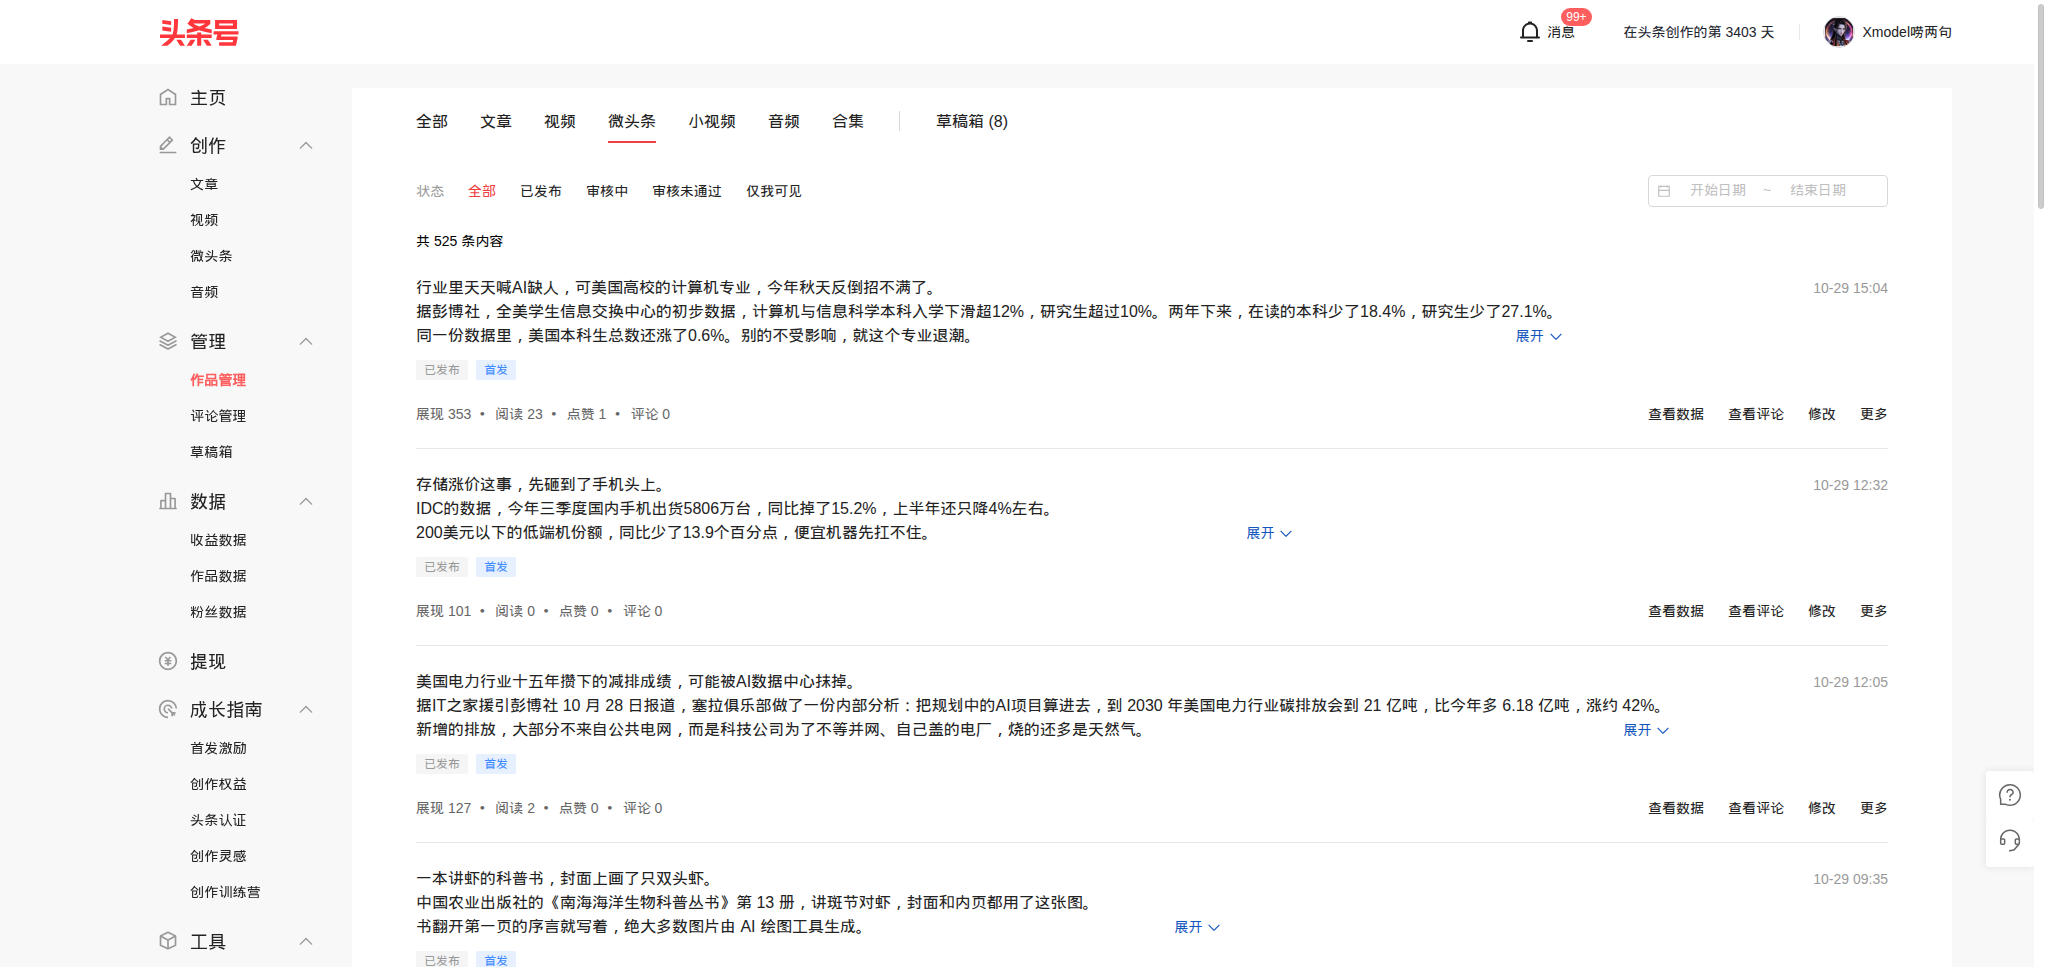 头条号
消息
99+
在头条创作的第 3403 天
Xmodel唠两句
主页
创作
文章
视频
微头条
音频
管理
作品管理
评论管理
草稿箱
数据
收益数据
作品数据
粉丝数据
提现
成长指南
首发激励
创作权益
头条认证
创作灵感
创作训练营
工具
全部 文章 视频 微头条 小视频 音频 合集 草稿箱 (8)
状态 全部 已发布 审核中 审核未通过 仅我可见
开始日期 ~ 结束日期
共 525 条内容
行业里天天喊AI缺人，可美国高校的计算机专业，今年秋天反倒招不满了。
10-29 15:04
据彭博社，全美学生信息交换中心的初步数据，计算机与信息科学本科入学下滑超12%，研究生超过10%。两年下来，在读的本科少了18.4%，研究生少了27.1%。
同一份数据里，美国本科生总数还涨了0.6%。别的不受影响，就这个专业退潮。
展开
已发布 首发
展现 353 • 阅读 23 • 点赞 1 • 评论 0
查看数据 查看评论 修改 更多
存储涨价这事，先砸到了手机头上。
10-29 12:32
IDC的数据，今年三季度国内手机出货5806万台，同比掉了15.2%，上半年还只降4%左右。
200美元以下的低端机份额，同比少了13.9个百分点，便宜机器先扛不住。
展开
已发布 首发
展现 101 • 阅读 0 • 点赞 0 • 评论 0
查看数据 查看评论 修改 更多
美国电力行业十五年攒下的减排成绩，可能被AI数据中心抹掉。
10-29 12:05
据IT之家援引彭博社 10 月 28 日报道，塞拉俱乐部做了一份内部分析：把规划中的AI项目算进去，到 2030 年美国电力行业碳排放会到 21 亿吨，比今年多 6.18 亿吨，涨约 42%。
新增的排放，大部分不来自公共电网，而是科技公司为了不等并网、自己盖的电厂，烧的还多是天然气。
展开
已发布 首发
展现 127 • 阅读 2 • 点赞 0 • 评论 0
查看数据 查看评论 修改 更多
一本讲虾的科普书，封面上画了只双头虾。
10-29 09:35
中国农业出版社的《南海海洋生物科普丛书》第 13 册，讲斑节对虾，封面和内页都用了这张图。
书翻开第一页的序言就写着，绝大多数图片由 AI 绘图工具生成。
展开
已发布 首发